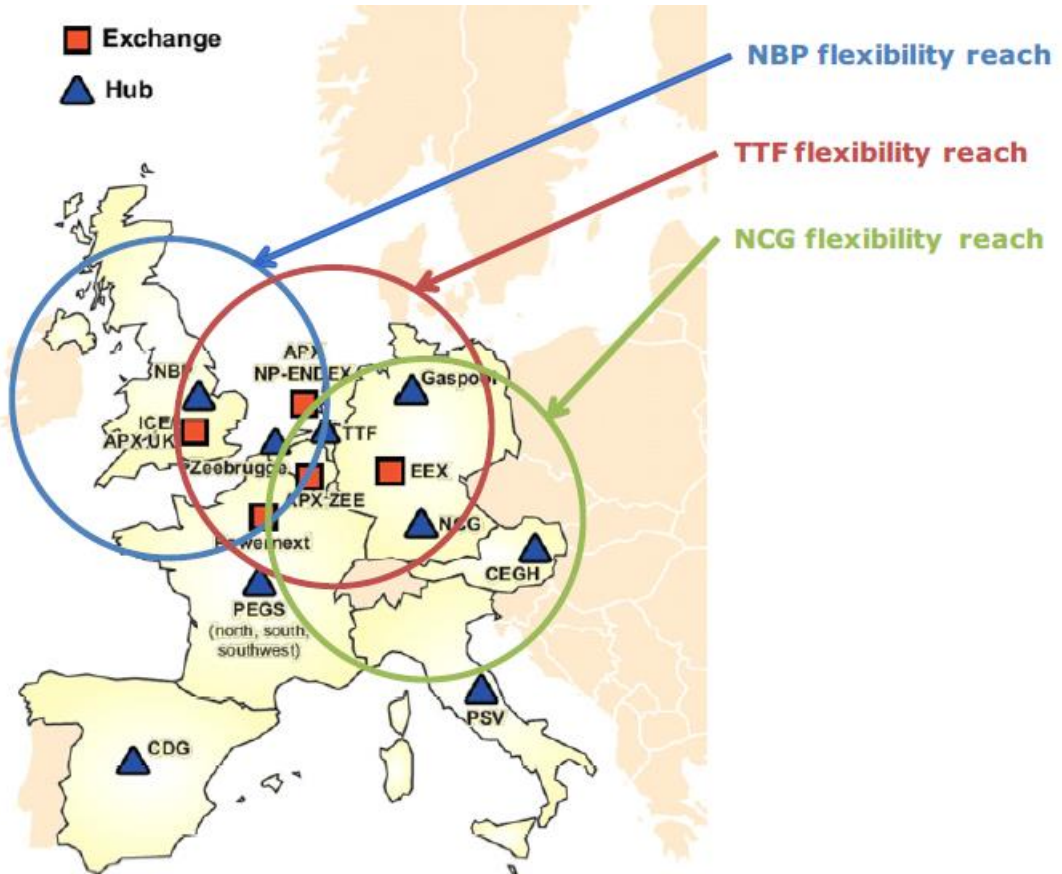 Exchange
Hub
NBP flexibility reach
TTF flexibility reach
NCG flexibility reach
NBP
ICE/
APX-UK
APX
NP-ENDEX
Gaspool
TTF
Zeebrugge
EEX
APX-ZEE
Powernext
NCG
CEGH
PEGS
(north, south,
southwest)
PSV
CDG